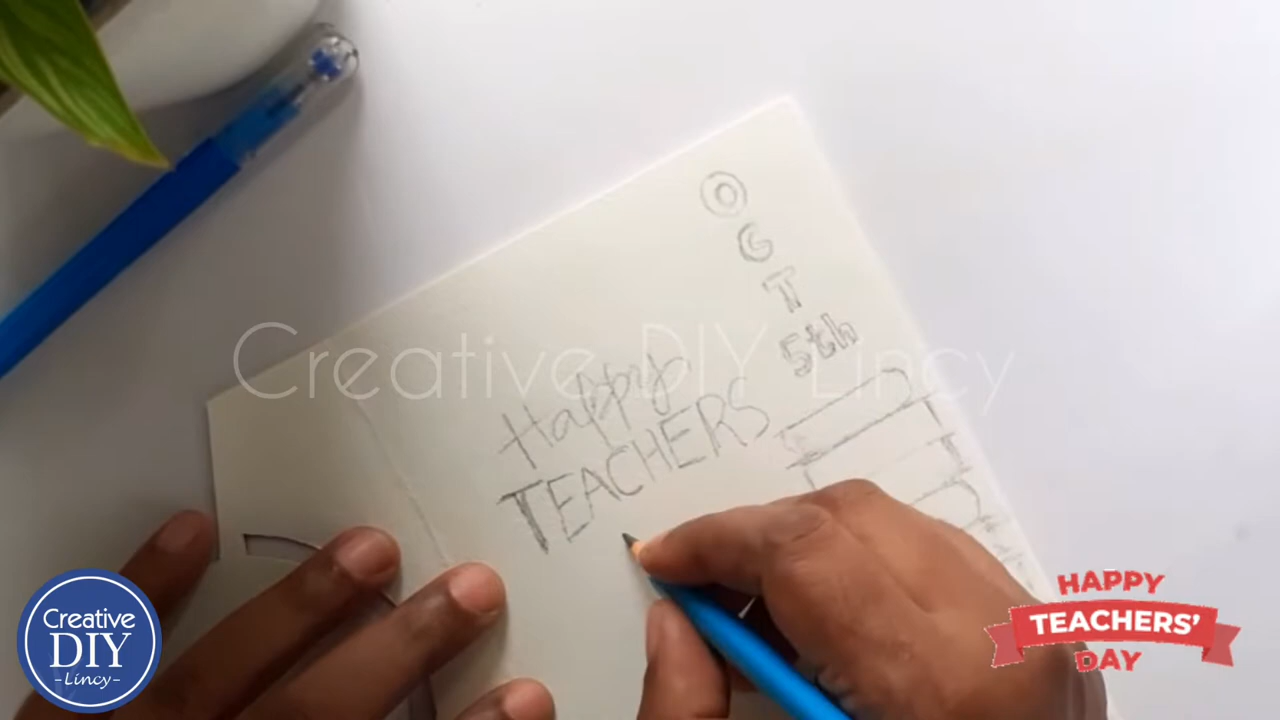 O
G
T
5th
Happy
TEACHERS
Creative DIY Lincy
Creative
DIY
-Lincy-
HAPPY
TEACHERS’
DAY